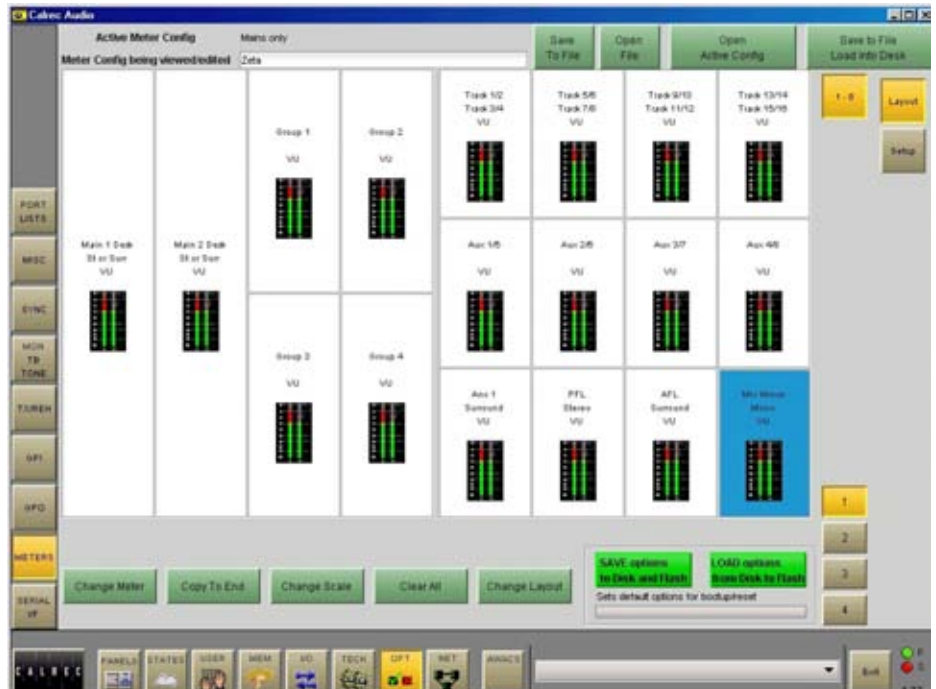 Calrec Audio
Active Meter Config Mains only
Meter Config being viewed/edited Zeta
Save To File
Open File
Open Active Config
Save to File Load into Desk
Main 1 Desk
St or Surr
VU
Main 2 Desk
St or Surr
VU
Group 1
VU
Group 2
VU
Group 3
VU
Group 4
VU
Track 1/2
Track 3/4
VU
Track 5/6
Track 7/8
VU
Track 9/10
Track 11/12
VU
Track 13/14
Track 15/16
VU
Aux 1/5
VU
Aux 2/6
VU
Aux 3/7
VU
Aux 4/8
VU
Surround
VU
PFL
Stereo
VU
AFL
Surround
VU
Mono
VU
1 - 8
Layout
Setup
PORT
LISTS
MISC
SYNC
MON
TB
TONE
GPI
GPO
METERS
SERIAL
1
2
3
4
Change Meter
Copy To End
Change Scale
Clear All
Change Layout
SAVE options
to Disk and Flash
LOAD options
from Disk to Flash
Sets default options for bootup/reset
CALREC
PANELS
STATES
USER
MEM
I/O
TECH
OPT
NET
AWACS
Exit